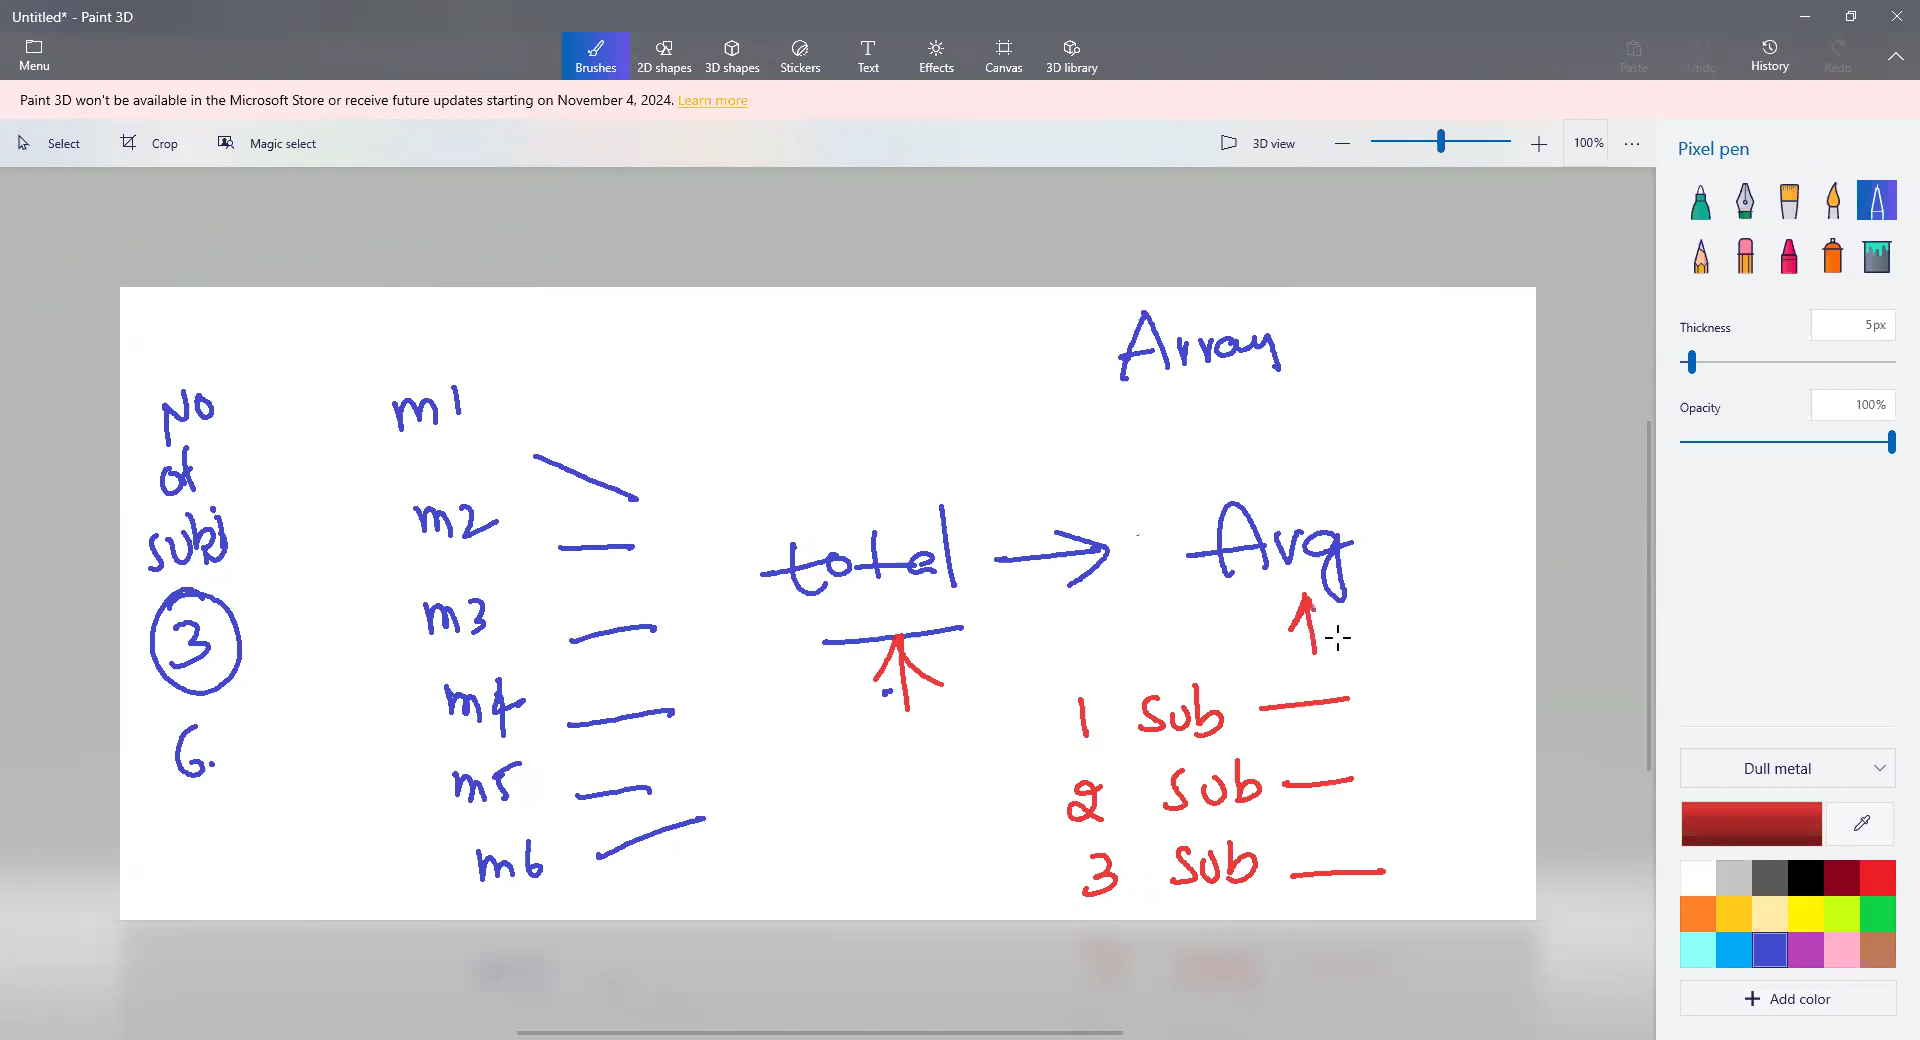 Untitled* - Paint 3D
Menu
Brushes 2D shapes 3D shapes Stickers Text Effects Canvas 3D library Paste Undo History Redo
Paint 3D won't be available in the Microsoft Store or receive future updates starting on November 4, 2024. Learn more
Select Crop Magic select 3D view 100% ...
Pixel pen
Thickness 5px
Opacity 100%
Array
No
of
subj
3
6.
m1
m2
m3
m4
m5
m6
total
Avg
1 Sub
2 Sub
3 Sub
Dull metal
Add color